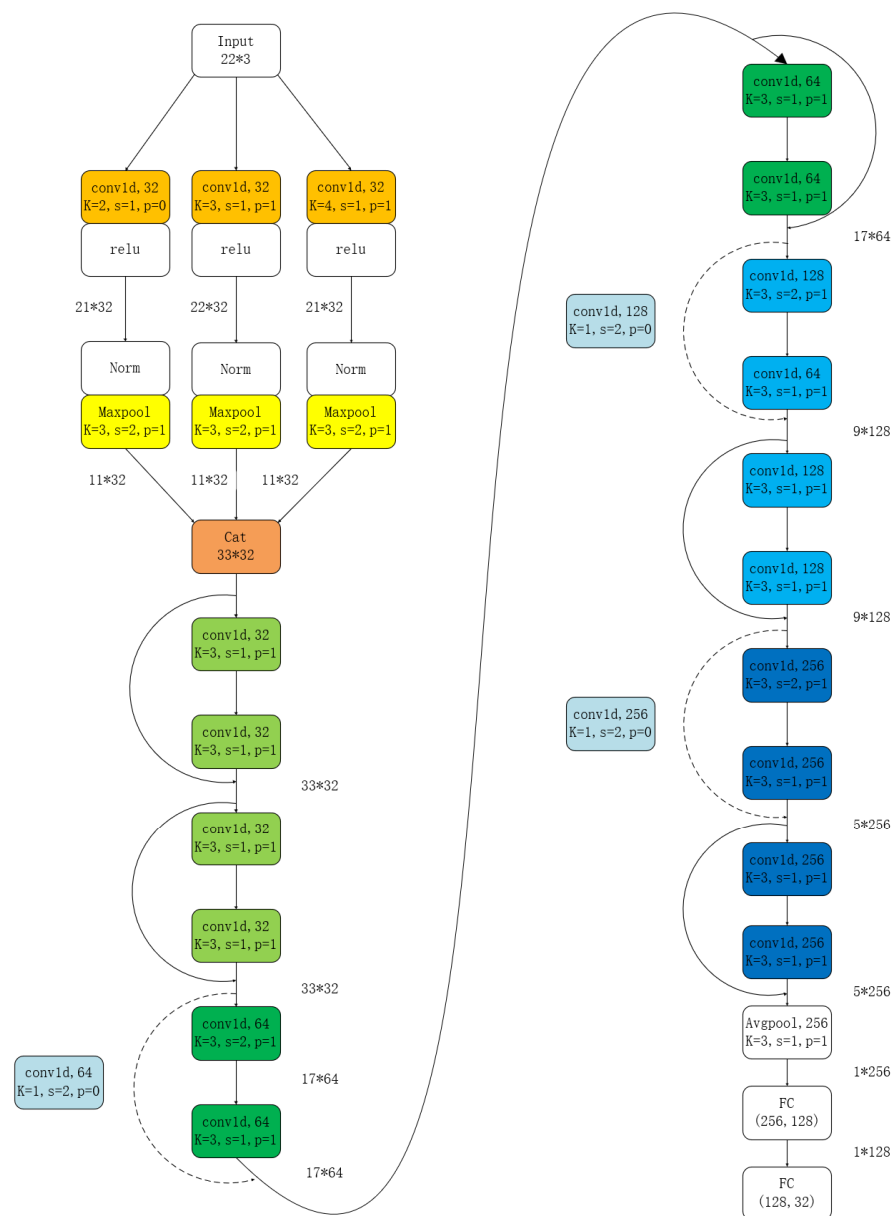 Input
22*3
conv1d,32
K=2,s=1,p=0
relu
conv1d,32
K=3,s=1,p=1
relu
conv1d,32
K=4,s=1,p=1
relu
21*32
22*32
21*32
Norm
Maxpool
K=3,s=2,p=1
Norm
Maxpool
K=3,s=2,p=1
Norm
Maxpool
K=3,s=2,p=1
11*32
11*32
11*32
Cat
33*32
conv1d,32
K=3,s=1,p=1
conv1d,32
K=3,s=1,p=1
33*32
conv1d,32
K=3,s=1,p=1
conv1d,32
K=3,s=1,p=1
33*32
conv1d,64
K=3,s=2,p=1
conv1d,64
K=1,s=2,p=0
17*64
conv1d,64
K=3,s=1,p=1
17*64
conv1d,64
K=3,s=1,p=1
conv1d,64
K=3,s=1,p=1
17*64
conv1d,128
K=3,s=2,p=1
conv1d,128
K=1,s=2,p=0
conv1d,64
K=3,s=1,p=1
9*128
conv1d,128
K=3,s=1,p=1
conv1d,128
K=3,s=1,p=1
9*128
conv1d,256
K=3,s=2,p=1
conv1d,256
K=1,s=2,p=0
conv1d,256
K=3,s=1,p=1
5*256
conv1d,256
K=3,s=1,p=1
conv1d,256
K=3,s=1,p=1
5*256
Avgpool,256
K=3,s=1,p=1
1*256
FC
(256,128)
1*128
FC
(128,32)